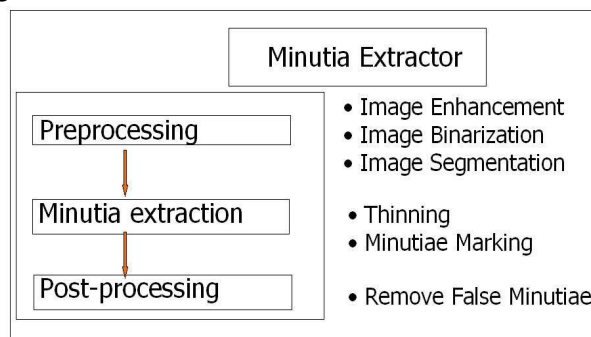 Minutia Extractor
Preprocessing
• Image Enhancement
• Image Binarization
• Image Segmentation
Minutia extraction
• Thinning
• Minutiae Marking
Post-processing
• Remove False Minutiae